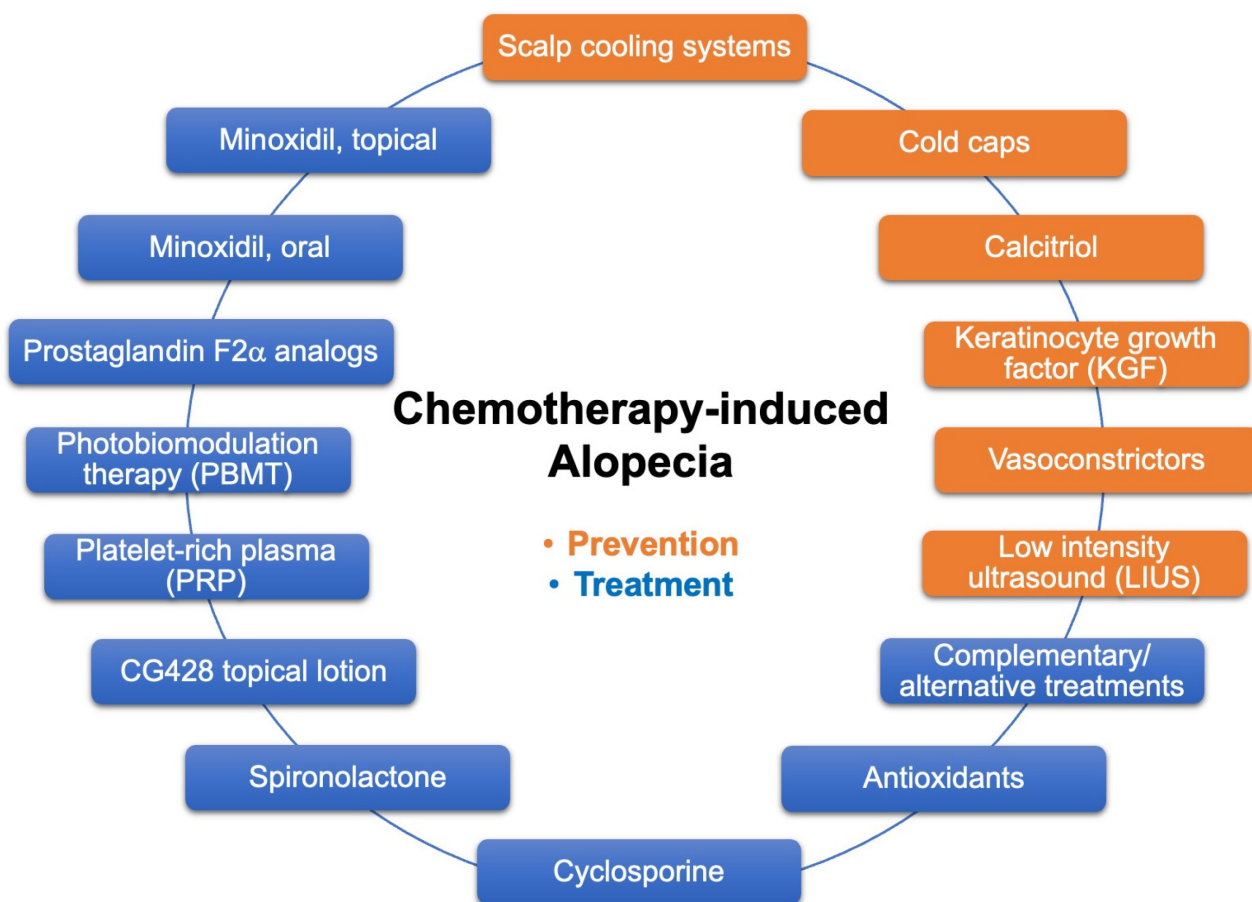 Scalp cooling systems
Cold caps
Calcitriol
Keratinocyte growth
factor (KGF)
Vasoconstrictors
Low intensity
ultrasound (LIUS)
Complementary/
alternative treatments
Antioxidants
Cyclosporine
Spironolactone
CG428 topical lotion
Platelet-rich plasma
(PRP)
Photobiomodulation
therapy (PBMT)
Prostaglandin F2α analogs
Minoxidil, oral
Minoxidil, topical
Chemotherapy-induced
Alopecia
• Prevention
• Treatment